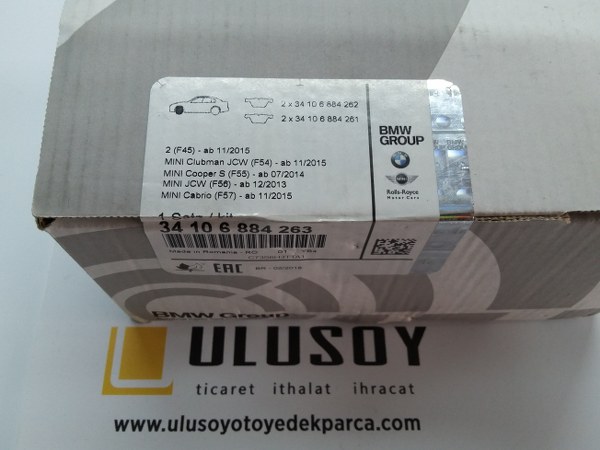 2 x 34 10 6 884 262
2 x 34 10 6 884 261
2 (F45) - ab 11/2015
MINI Clubman JCW (F54) - ab 11/2015
MINI Cooper S (F55) - ab 07/2014
MINI JCW (F56) - ab 12/2013
MINI Cabrio (F57) - ab 11/2015
BMW
GROUP
Rolls-Royce
Motor Cars
34 10 6 884 263
Made in Romania
EAC
BMW Group
ULUSOY
ticaret ithalat ihracat
www.ulusoyotoyedekparca.com